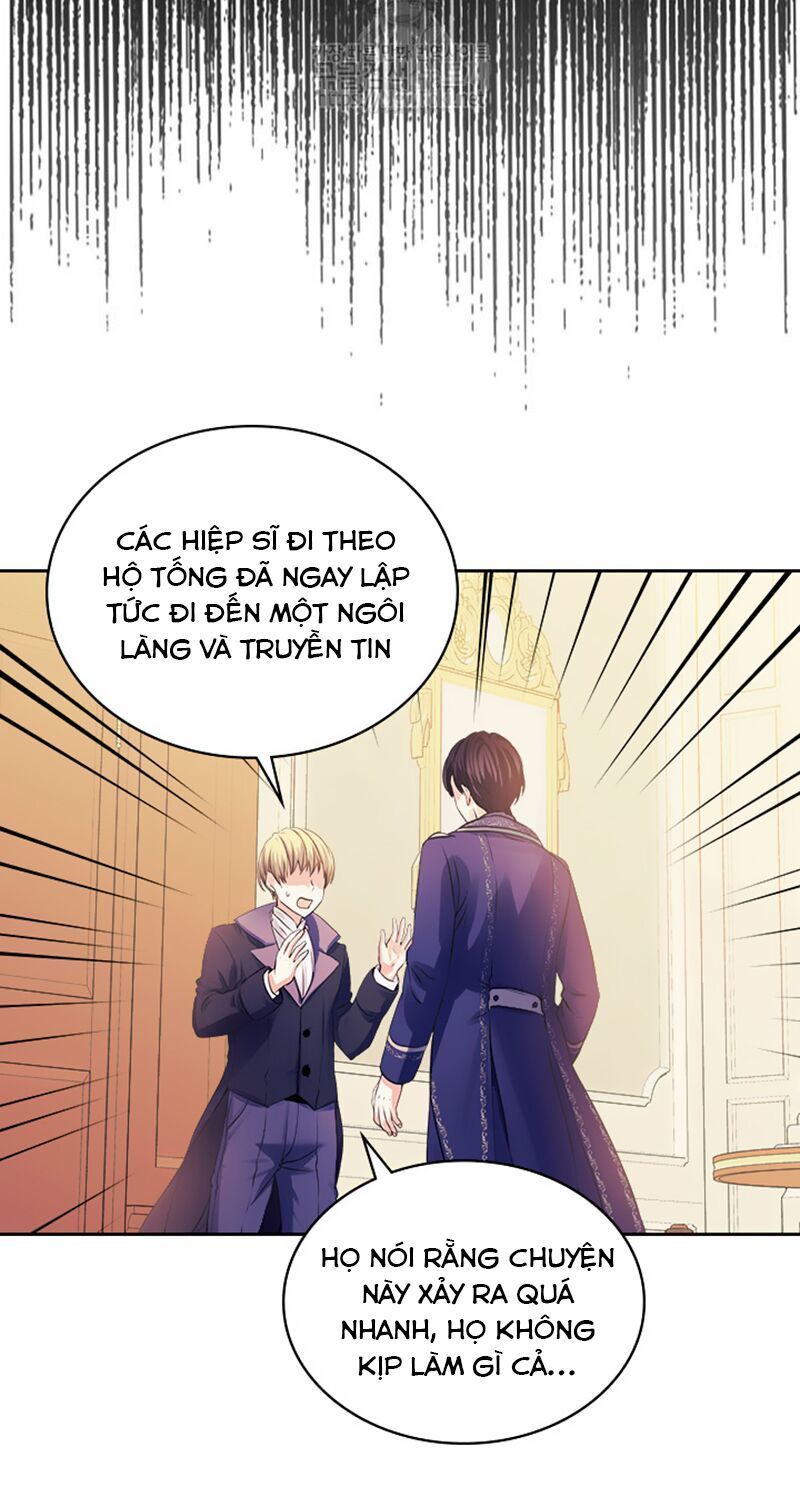 CÁC HIỆP SĨ ĐI THEO
HỘ TỐNG ĐÃ NGAY LẬP
TỨC ĐI ĐẾN MỘT NGÔI
LÀNG VÀ TRUYỀN TIN
HỌ NÓI RẰNG CHUYỆN
NÀY XẢY RA QUÁ
NHANH, HỌ KHÔNG
KỊP LÀM GÌ CẢ...